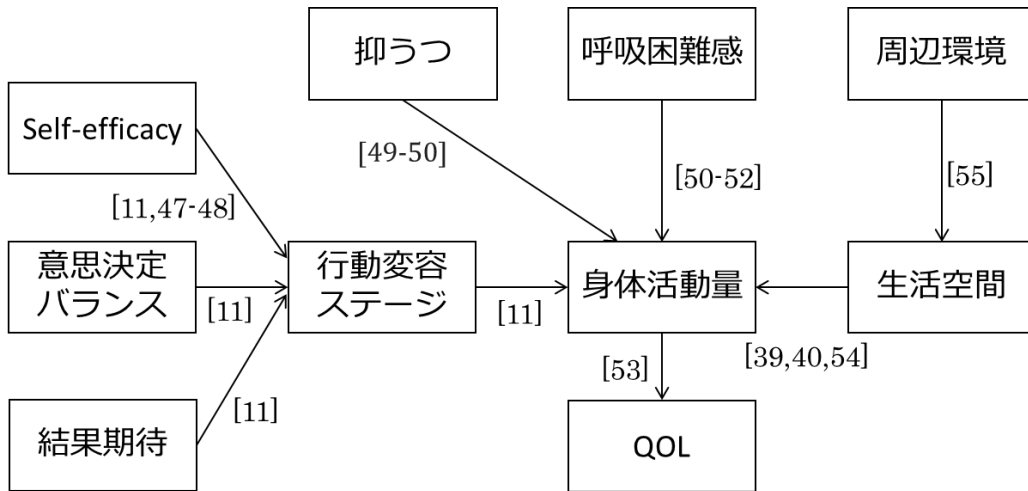 抑うつ
呼吸困難感
周辺環境
Self-efficacy
[49-50]
[50-52]
[55]
[11,47-48]
意思決定
バランス
[11]
行動変容
ステージ
[11]
身体活動量
生活空間
[39,40,54]
[53]
[11]
結果期待
QOL